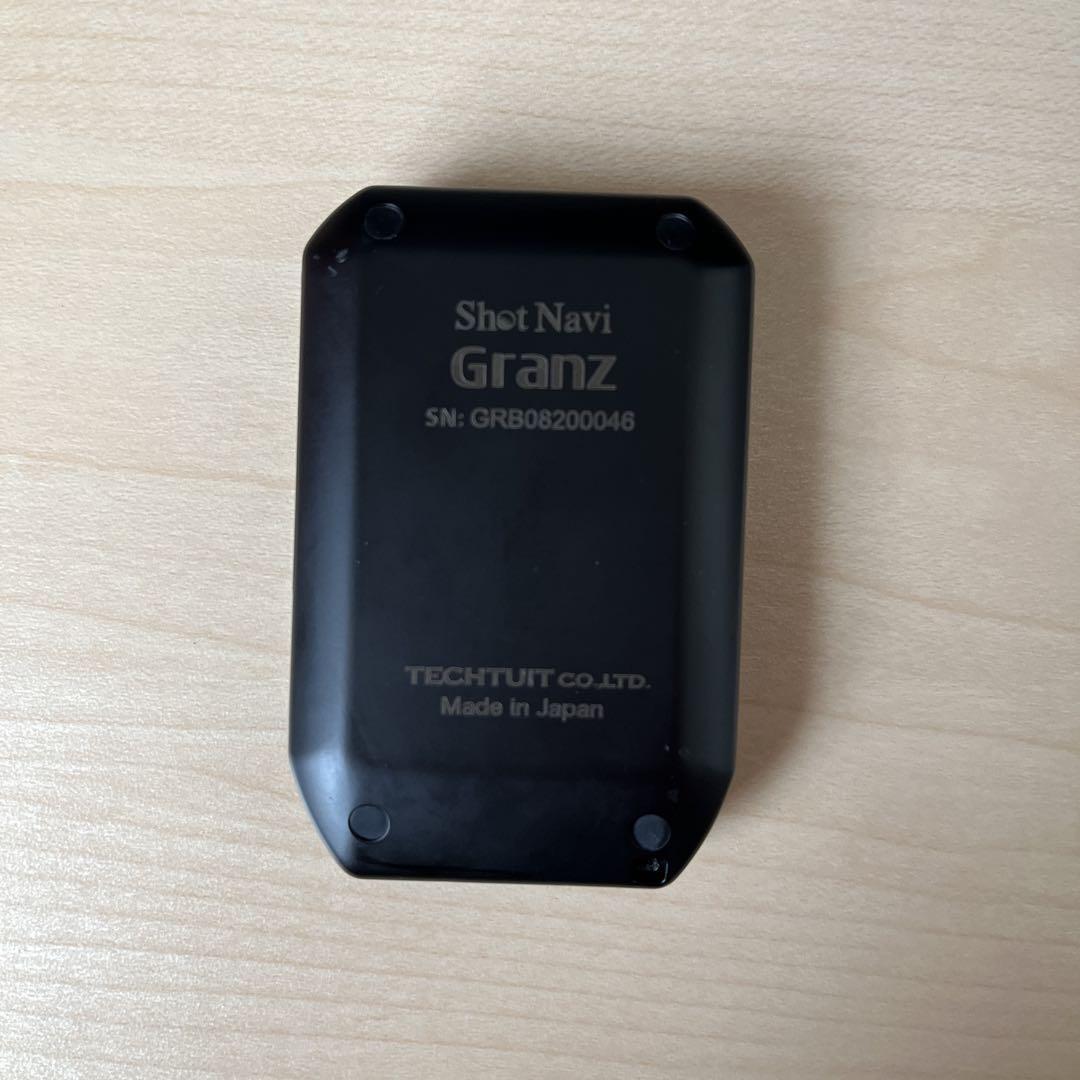 Shot Navi
Granz
SN: GRB08200046
TECHTUIT CO.,LTD.
Made in Japan